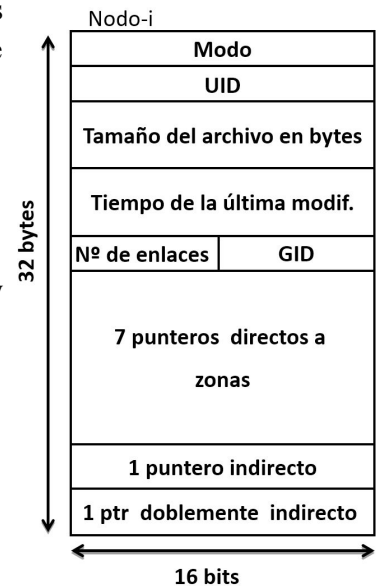 Nodo-i
Modo
UID
Tamaño del archivo en bytes
Tiempo de la última modif.
Nº de enlaces GID
7 punteros directos a
zonas
1 puntero indirecto
1 ptr doblemente indirecto
32 bytes
16 bits